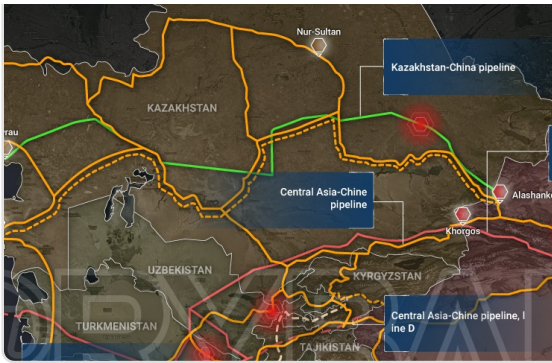 Nur-Sultan
Kazakhstan-China pipeline
KAZAKHSTAN
rau
Central Asia-Chine
pipeline
Alashank
Khorgos
UZBEKISTAN
KYRGYZSTAN
TURKMENISTAN
Central Asia-Chine pipeline, l
ine D
TAJIKISTAN